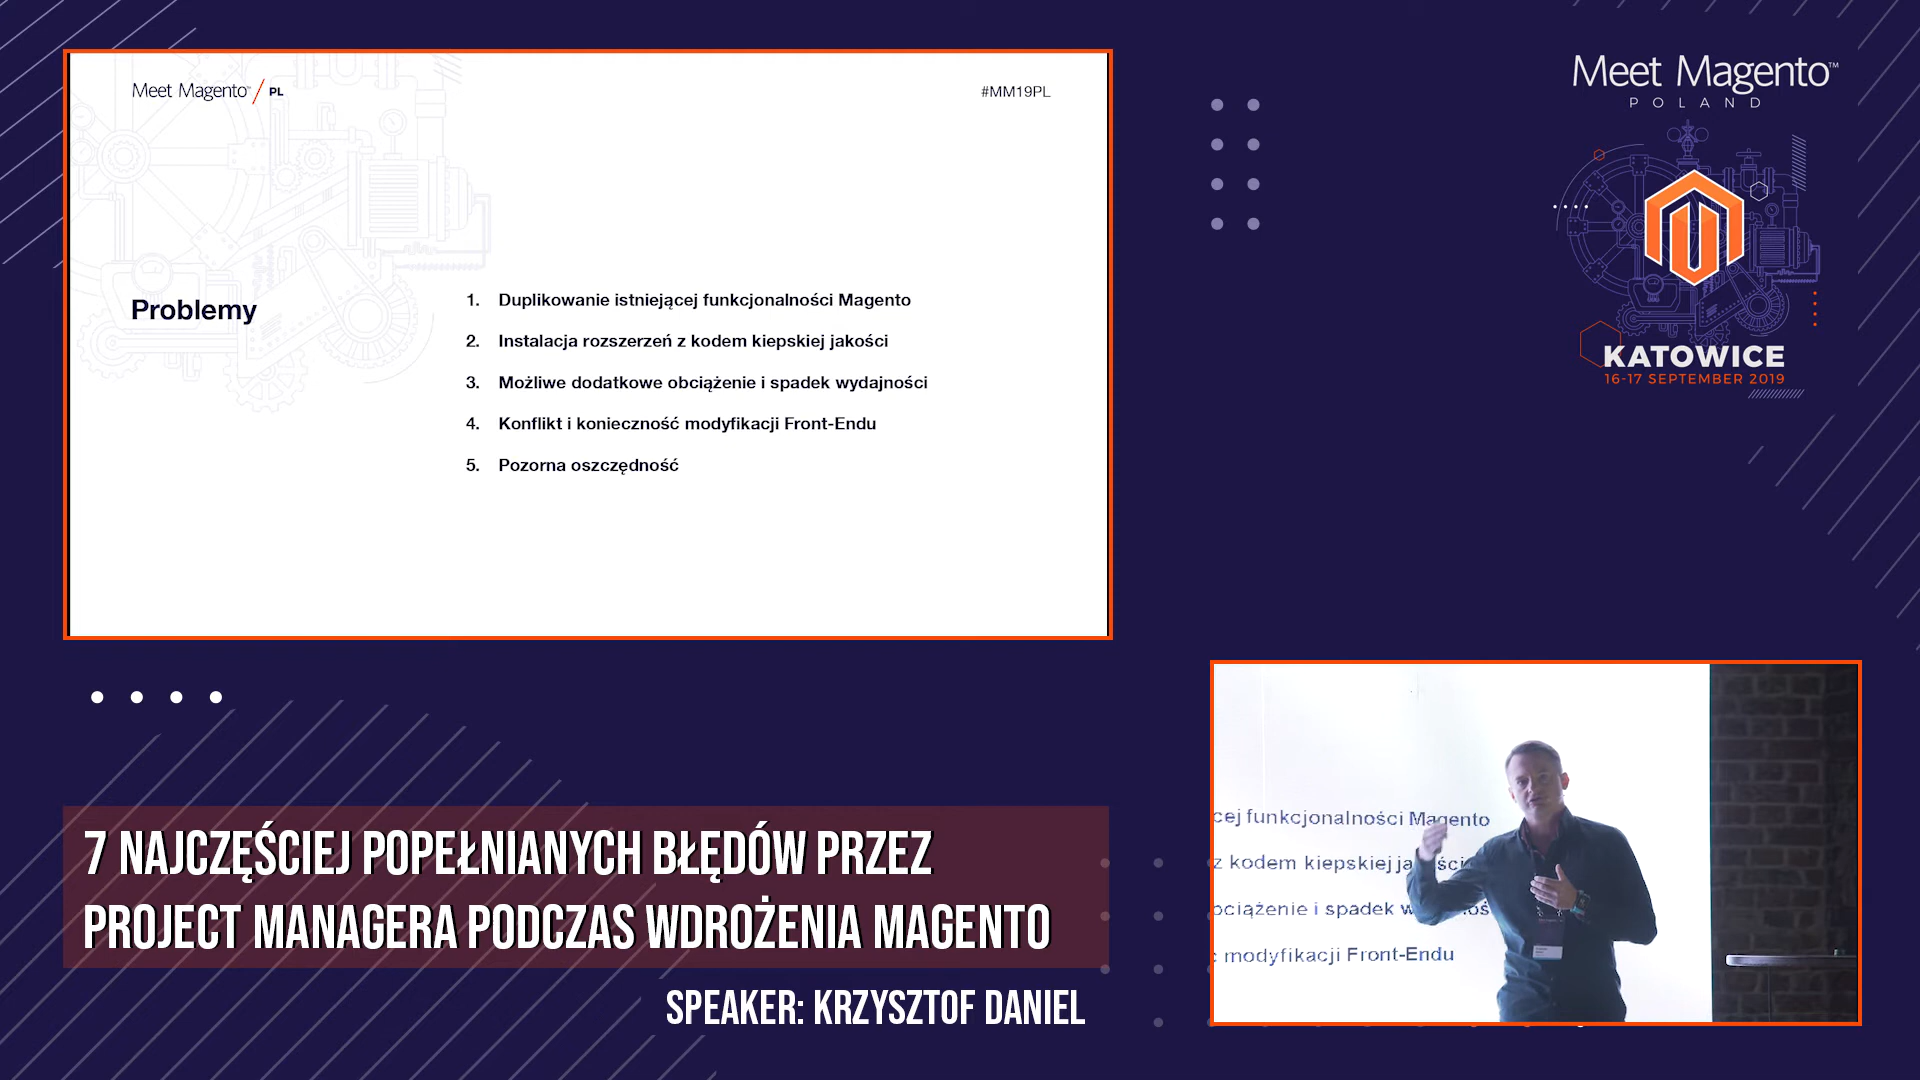 Meet Magento / PL
#MM19PL
Problemy
1. Duplikowanie istniejącej funkcjonalności Magento
2. Instalacja rozszerzeń z kodem kiepskiej jakości
3. Możliwe dodatkowe obciążenie i spadek wydajności
4. Konflikt i konieczność modyfikacji Front-Endu
5. Pozorna oszczędność
Meet Magento™
POLAND
KATOWICE
16-17 SEPTEMBER 2019
7 NAJCZĘŚCIEJ POPEŁNIANYCH BŁĘDÓW PRZEZ
PROJECT MANAGERA PODCZAS WDROŻENIA MAGENTO
SPEAKER: KRZYSZTOF DANIEL
cej funkcjonalności Magento
z kodem kiepskiej
bciążenie i spadek
modyfikacji Front-Endu